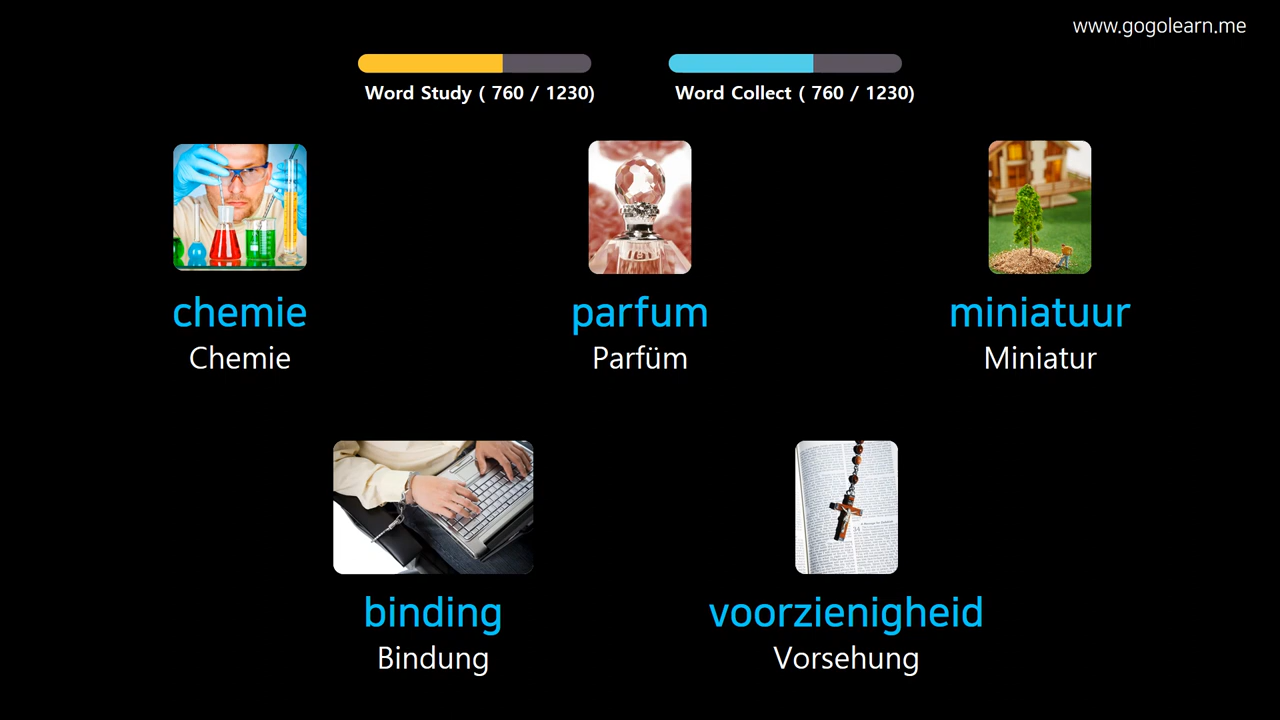 www.gogolearn.me
Word Study ( 760 / 1230)
Word Collect ( 760 / 1230)
chemie
Chemie
parfum
Parfüm
miniatuur
Miniatur
binding
Bindung
voorzienigheid
Vorsehung